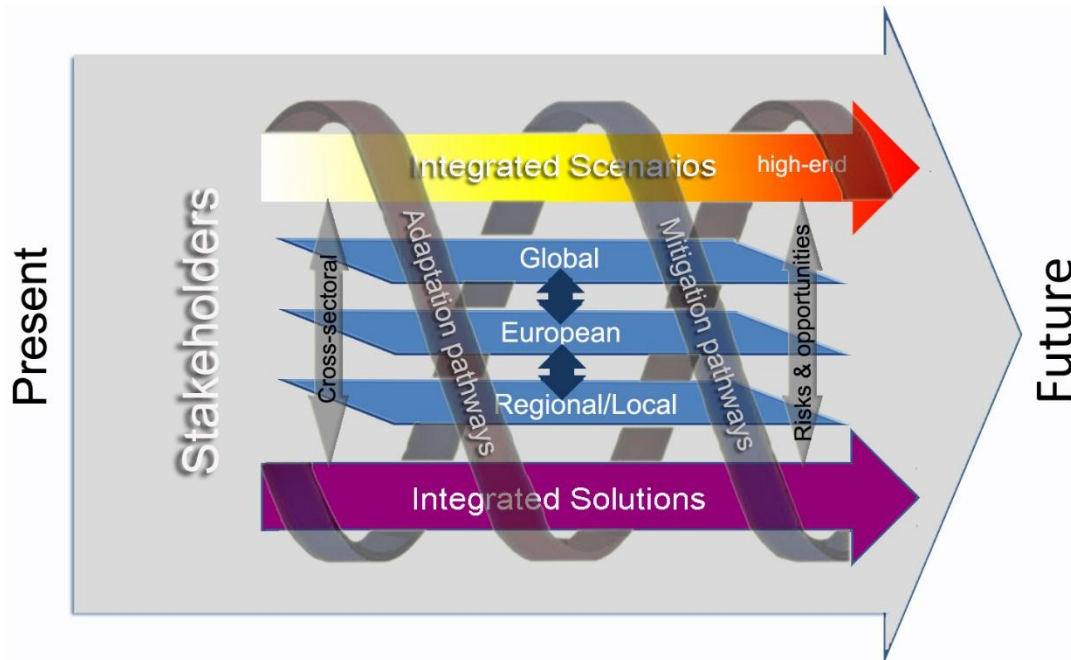 Present
Stakeholders
Integrated Scenarios
high-end
Cross-sectoral
Adaptation pathways
Global
European
Regional/Local
Mitigation pathways
Risks & opportunities
Integrated Solutions
Future